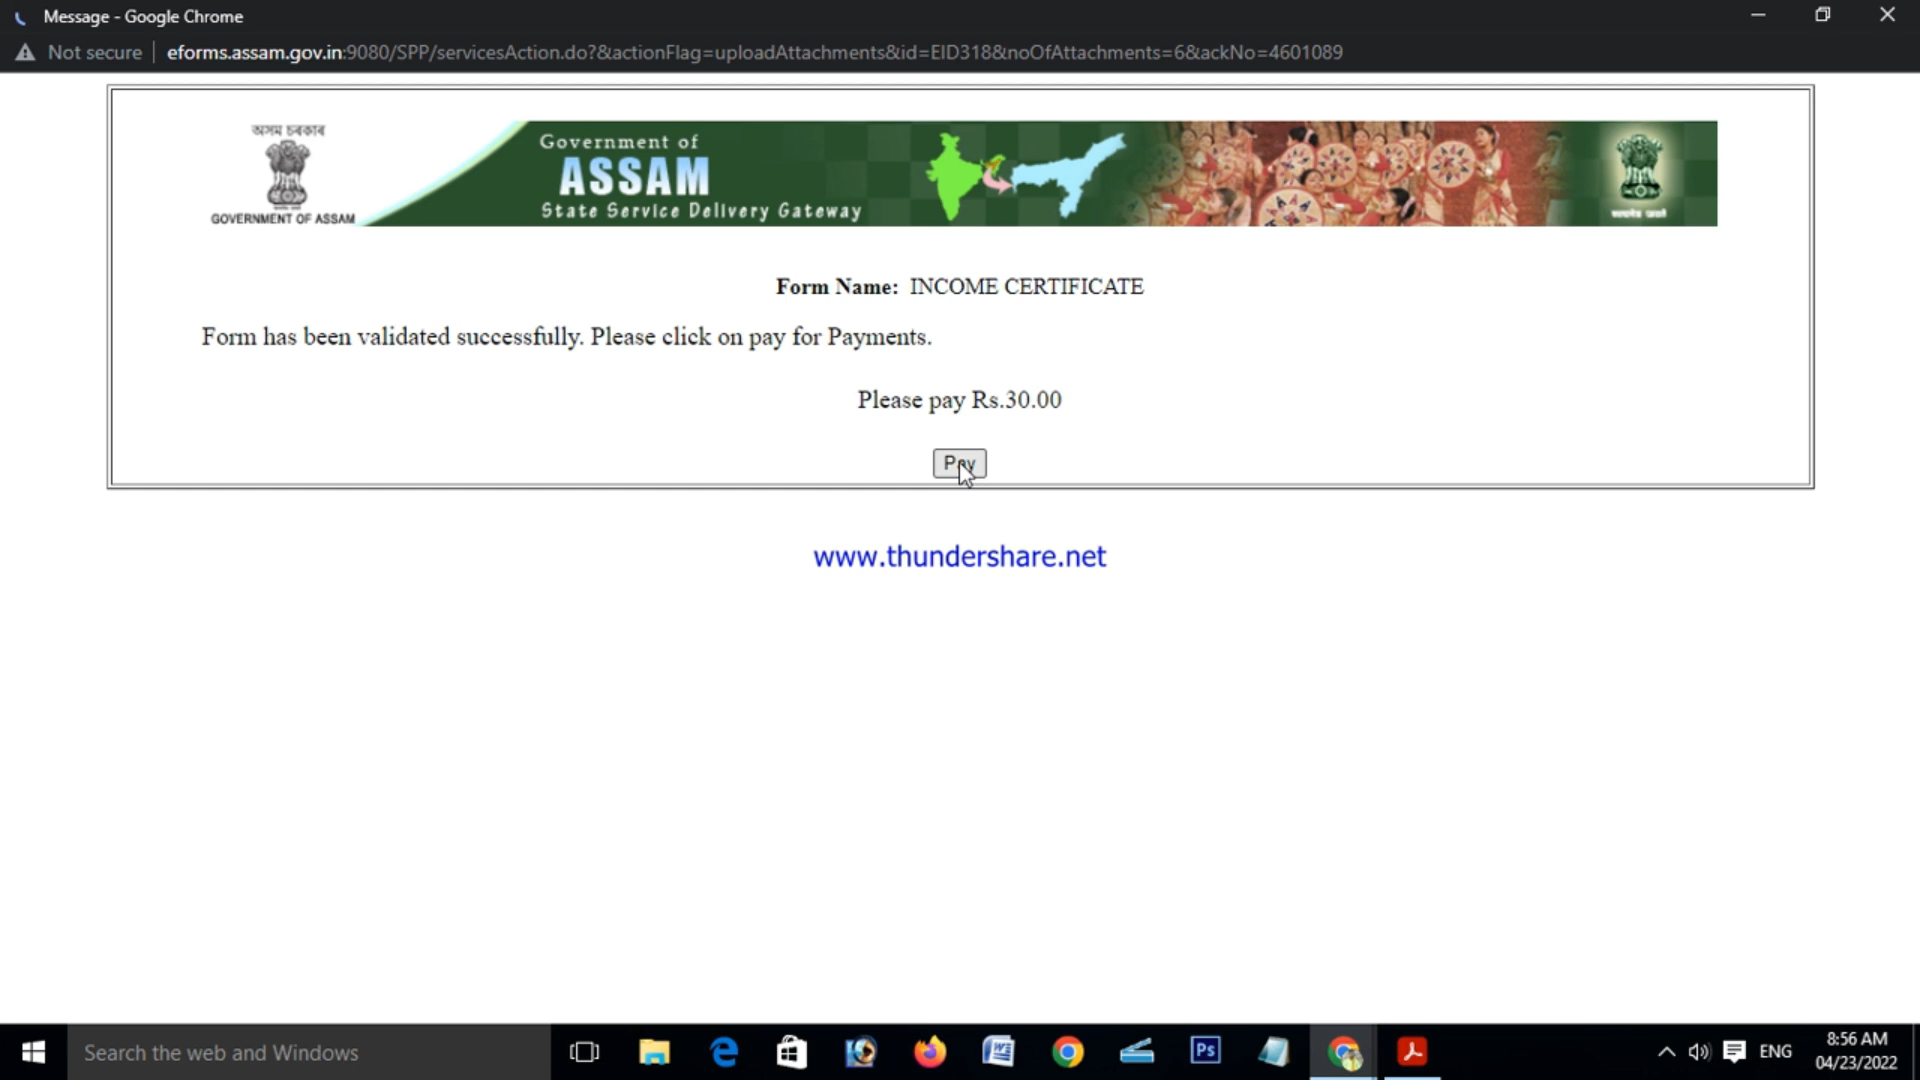 Message - Google Chrome
Not secure eforms.assam.gov.in:9080/SPP/servicesAction.do?&actionFlag=uploadAttachments&id=EID318&noOfAttachments=6&ackNo=4601089
অসম চৰকাৰ
GOVERNMENT OF ASSAM
Government of
ASSAM
State Service Delivery Gateway
Form Name: INCOME CERTIFICATE
Form has been validated successfully. Please click on pay for Payments.
Please pay Rs.30.00
Pay
www.thundershare.net
Search the web and Windows
Ps
ENG
8:56 AM
04/23/2022